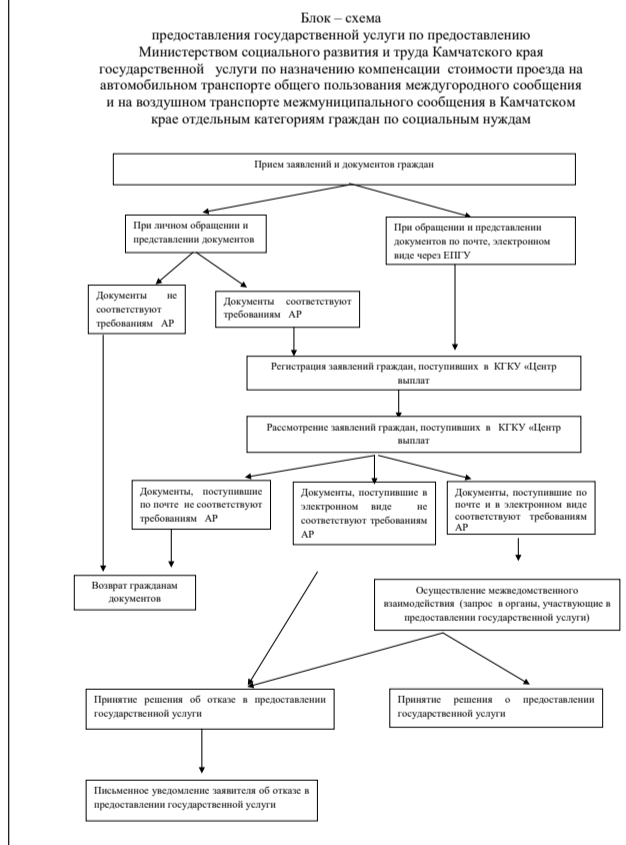 Блок – схема
предоставления государственной услуги по предоставлению
Министерством социального развития и труда Камчатского края
государственной услуги по назначению компенсации стоимости проезда на
автомобильном транспорте общего пользования междугородного сообщения
и на воздушном транспорте межмуниципального сообщения в Камчатском
крае отдельным категориям граждан по социальным нуждам
Прием заявлений и документов граждан
При личном обращении и
представлении документов
При обращении и представлении
документов по почте, электронном
виде через ЕПГУ
Документы не
соответствуют
требованиям АР
Документы соответствуют
требованиям АР
Регистрация заявлений граждан, поступивших в КГКУ «Центр
выплат
Рассмотрение заявлений граждан, поступивших в КГКУ «Центр
выплат
Документы, поступившие
по почте не соответствуют
требованиям АР
Документы, поступившие в
электронном виде не
соответствуют требованиям
АР
Документы, поступившие по
почте и в электронном виде
соответствуют требованиям
АР
Возврат гражданам
документов
Осуществление межведомственного
взаимодействия (запрос в органы, участвующие в
предоставлении государственной услуги)
Принятие решения об отказе в предоставлении
государственной услуги
Принятие решения о предоставлении
государственной услуги
Письменное уведомление заявителя об отказе в
предоставлении государственной услуги